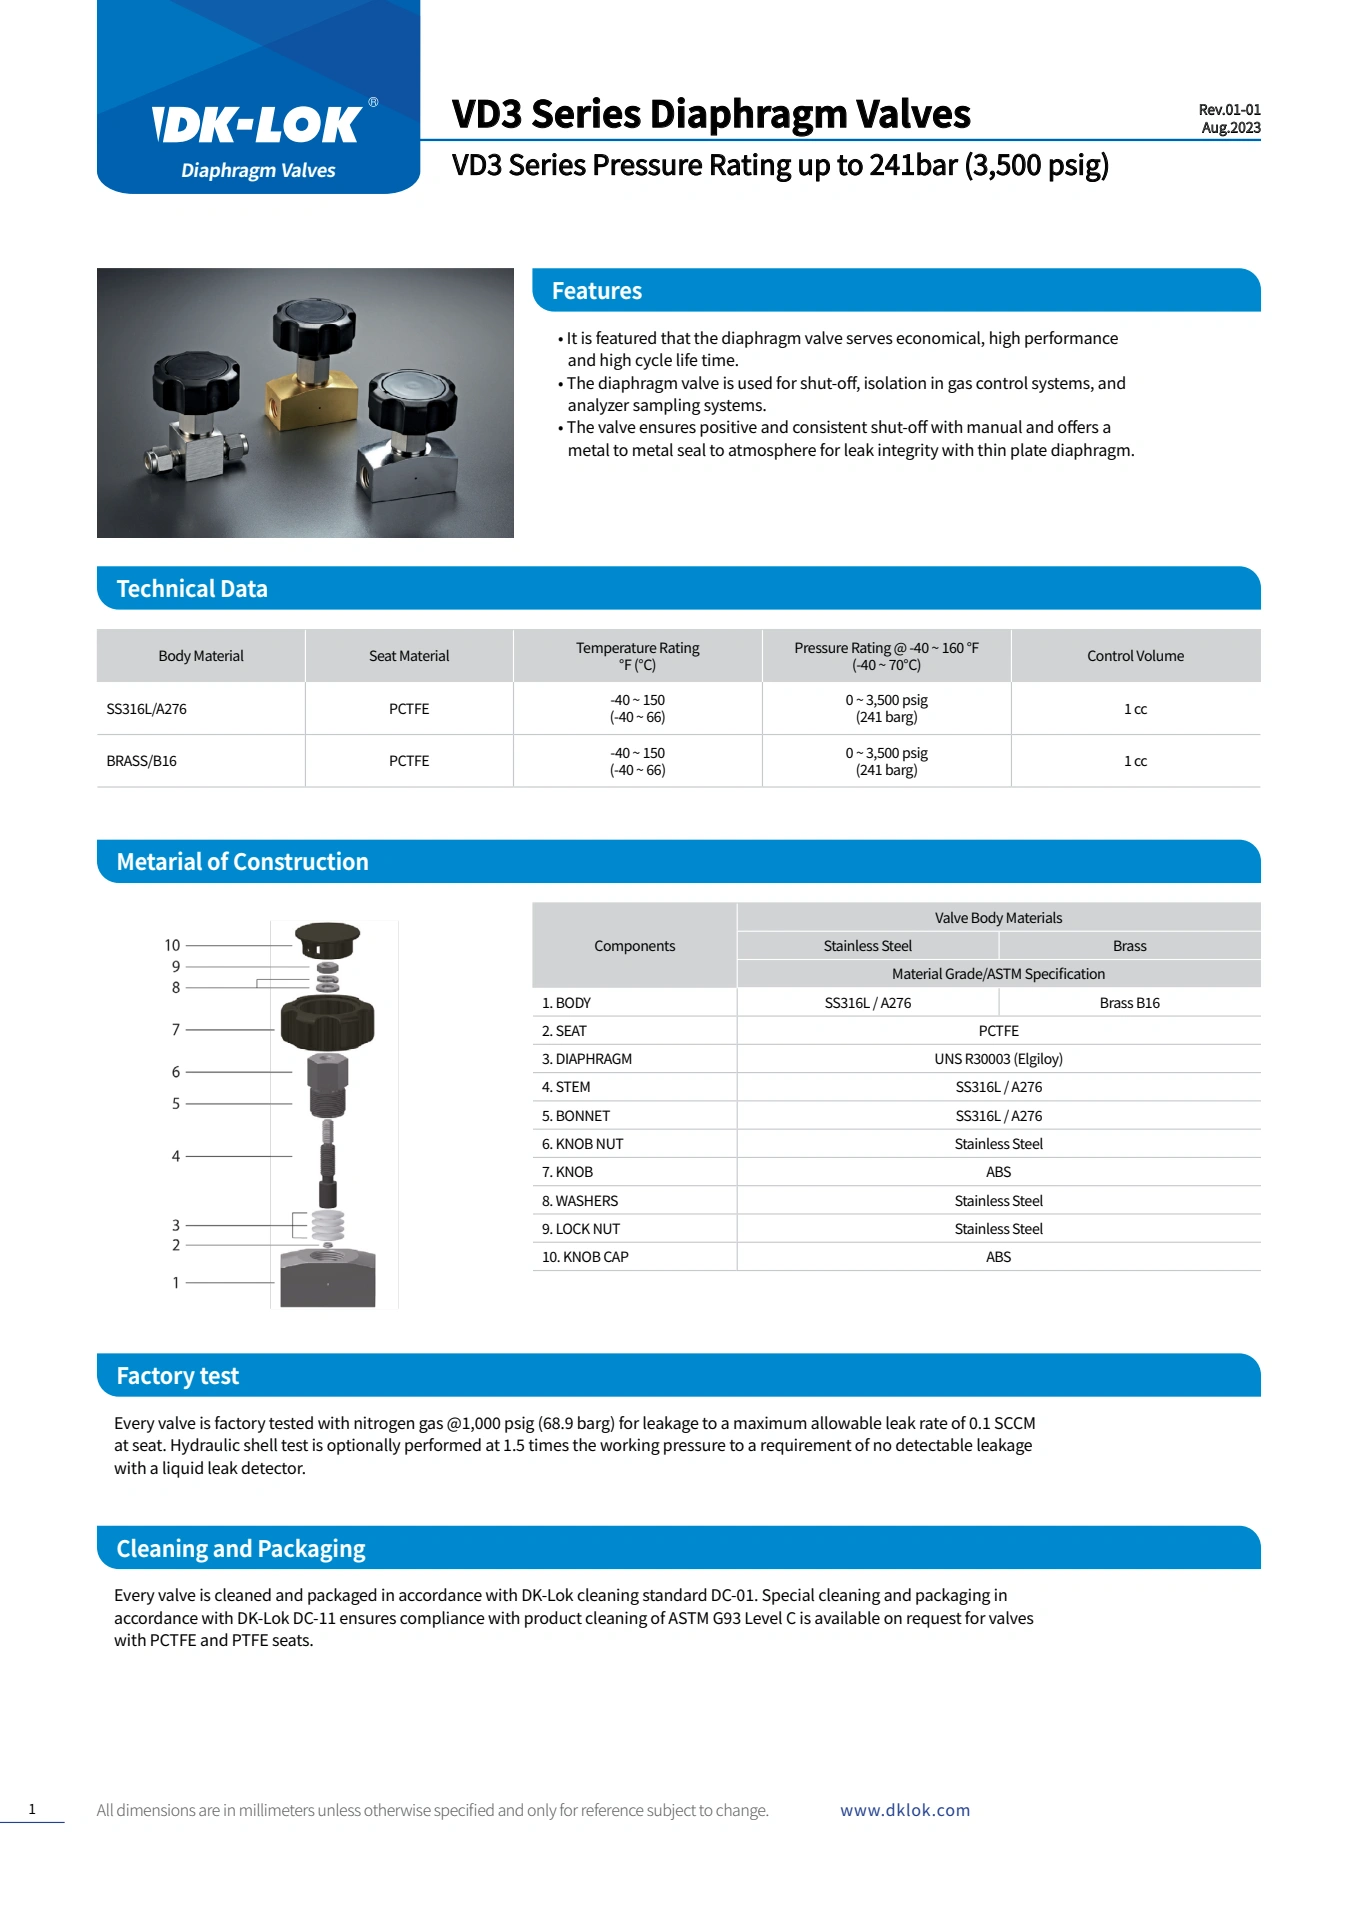 DK-LOK®
Diaphragm Valves
VD3 Series Diaphragm Valves
Rev.01-01
Aug.2023
VD3 Series Pressure Rating up to 241bar (3,500 psig)
Features
• It is featured that the diaphragm valve serves economical, high performance
and high cycle life time.
• The diaphragm valve is used for shut-off, isolation in gas control systems, and
analyzer sampling systems.
• The valve ensures positive and consistent shut-off with manual and offers a
metal to metal seal to atmosphere for leak integrity with thin plate diaphragm.
Technical Data
Body Material Seat Material Temperature Rating °F (°C) Pressure Rating @ -40 ~ 160 °F (-40 ~ 70°C) Control Volume
SS316L/A276 PCTFE -40 ~ 150 (-40 ~ 66) 0 ~ 3,500 psig (241 barg) 1 cc
BRASS/B16 PCTFE -40 ~ 150 (-40 ~ 66) 0 ~ 3,500 psig (241 barg) 1 cc
Metarial of Construction
10
9
8
7
6
5
4
3
2
1
Components Valve Body Materials
Stainless Steel Brass
Material Grade/ASTM Specification
1. BODY SS316L / A276 Brass B16
2. SEAT PCTFE
3. DIAPHRAGM UNS R30003 (Elgiloy)
4. STEM SS316L / A276
5. BONNET SS316L / A276
6. KNOB NUT Stainless Steel
7. KNOB ABS
8. WASHERS Stainless Steel
9. LOCK NUT Stainless Steel
10. KNOB CAP ABS
Factory test
Every valve is factory tested with nitrogen gas @1,000 psig (68.9 barg) for leakage to a maximum allowable leak rate of 0.1 SCCM
at seat. Hydraulic shell test is optionally performed at 1.5 times the working pressure to a requirement of no detectable leakage
with a liquid leak detector.
Cleaning and Packaging
Every valve is cleaned and packaged in accordance with DK-Lok cleaning standard DC-01. Special cleaning and packaging in
accordance with DK-Lok DC-11 ensures compliance with product cleaning of ASTM G93 Level C is available on request for valves
with PCTFE and PTFE seats.
1
All dimensions are in millimeters unless otherwise specified and only for reference subject to change.
www.dklok.com